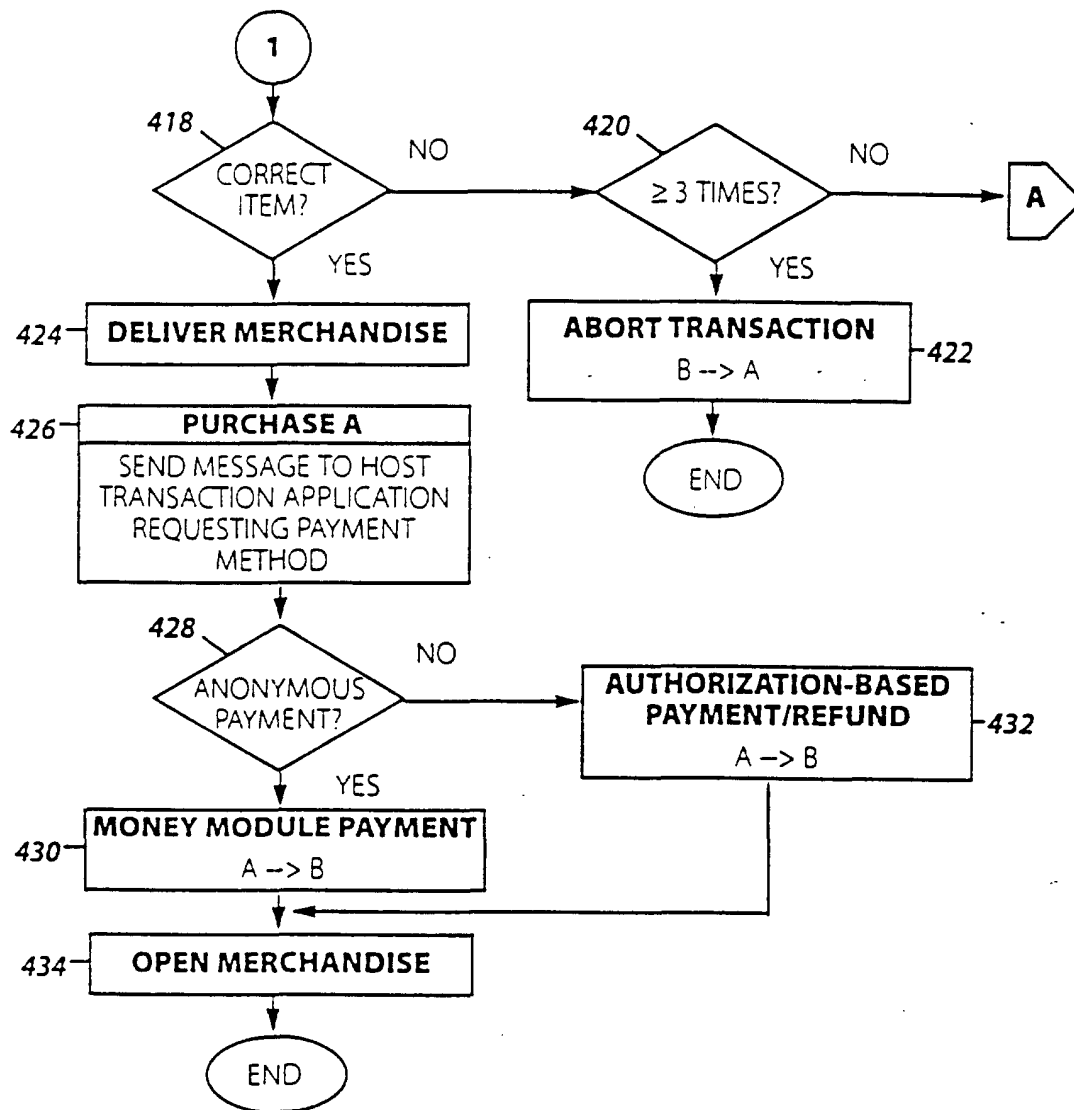 1
418
CORRECT
ITEM?
NO
YES
420
≥ 3 TIMES?
NO
YES
A
424
DELIVER MERCHANDISE
ABORT TRANSACTION
B --> A
422
END
426
PURCHASE A
SEND MESSAGE TO HOST
TRANSACTION APPLICATION
REQUESTING PAYMENT
METHOD
428
ANONYMOUS
PAYMENT?
NO
YES
AUTHORIZATION-BASED
PAYMENT/REFUND
A --> B
432
430
MONEY MODULE PAYMENT
A --> B
434
OPEN MERCHANDISE
END